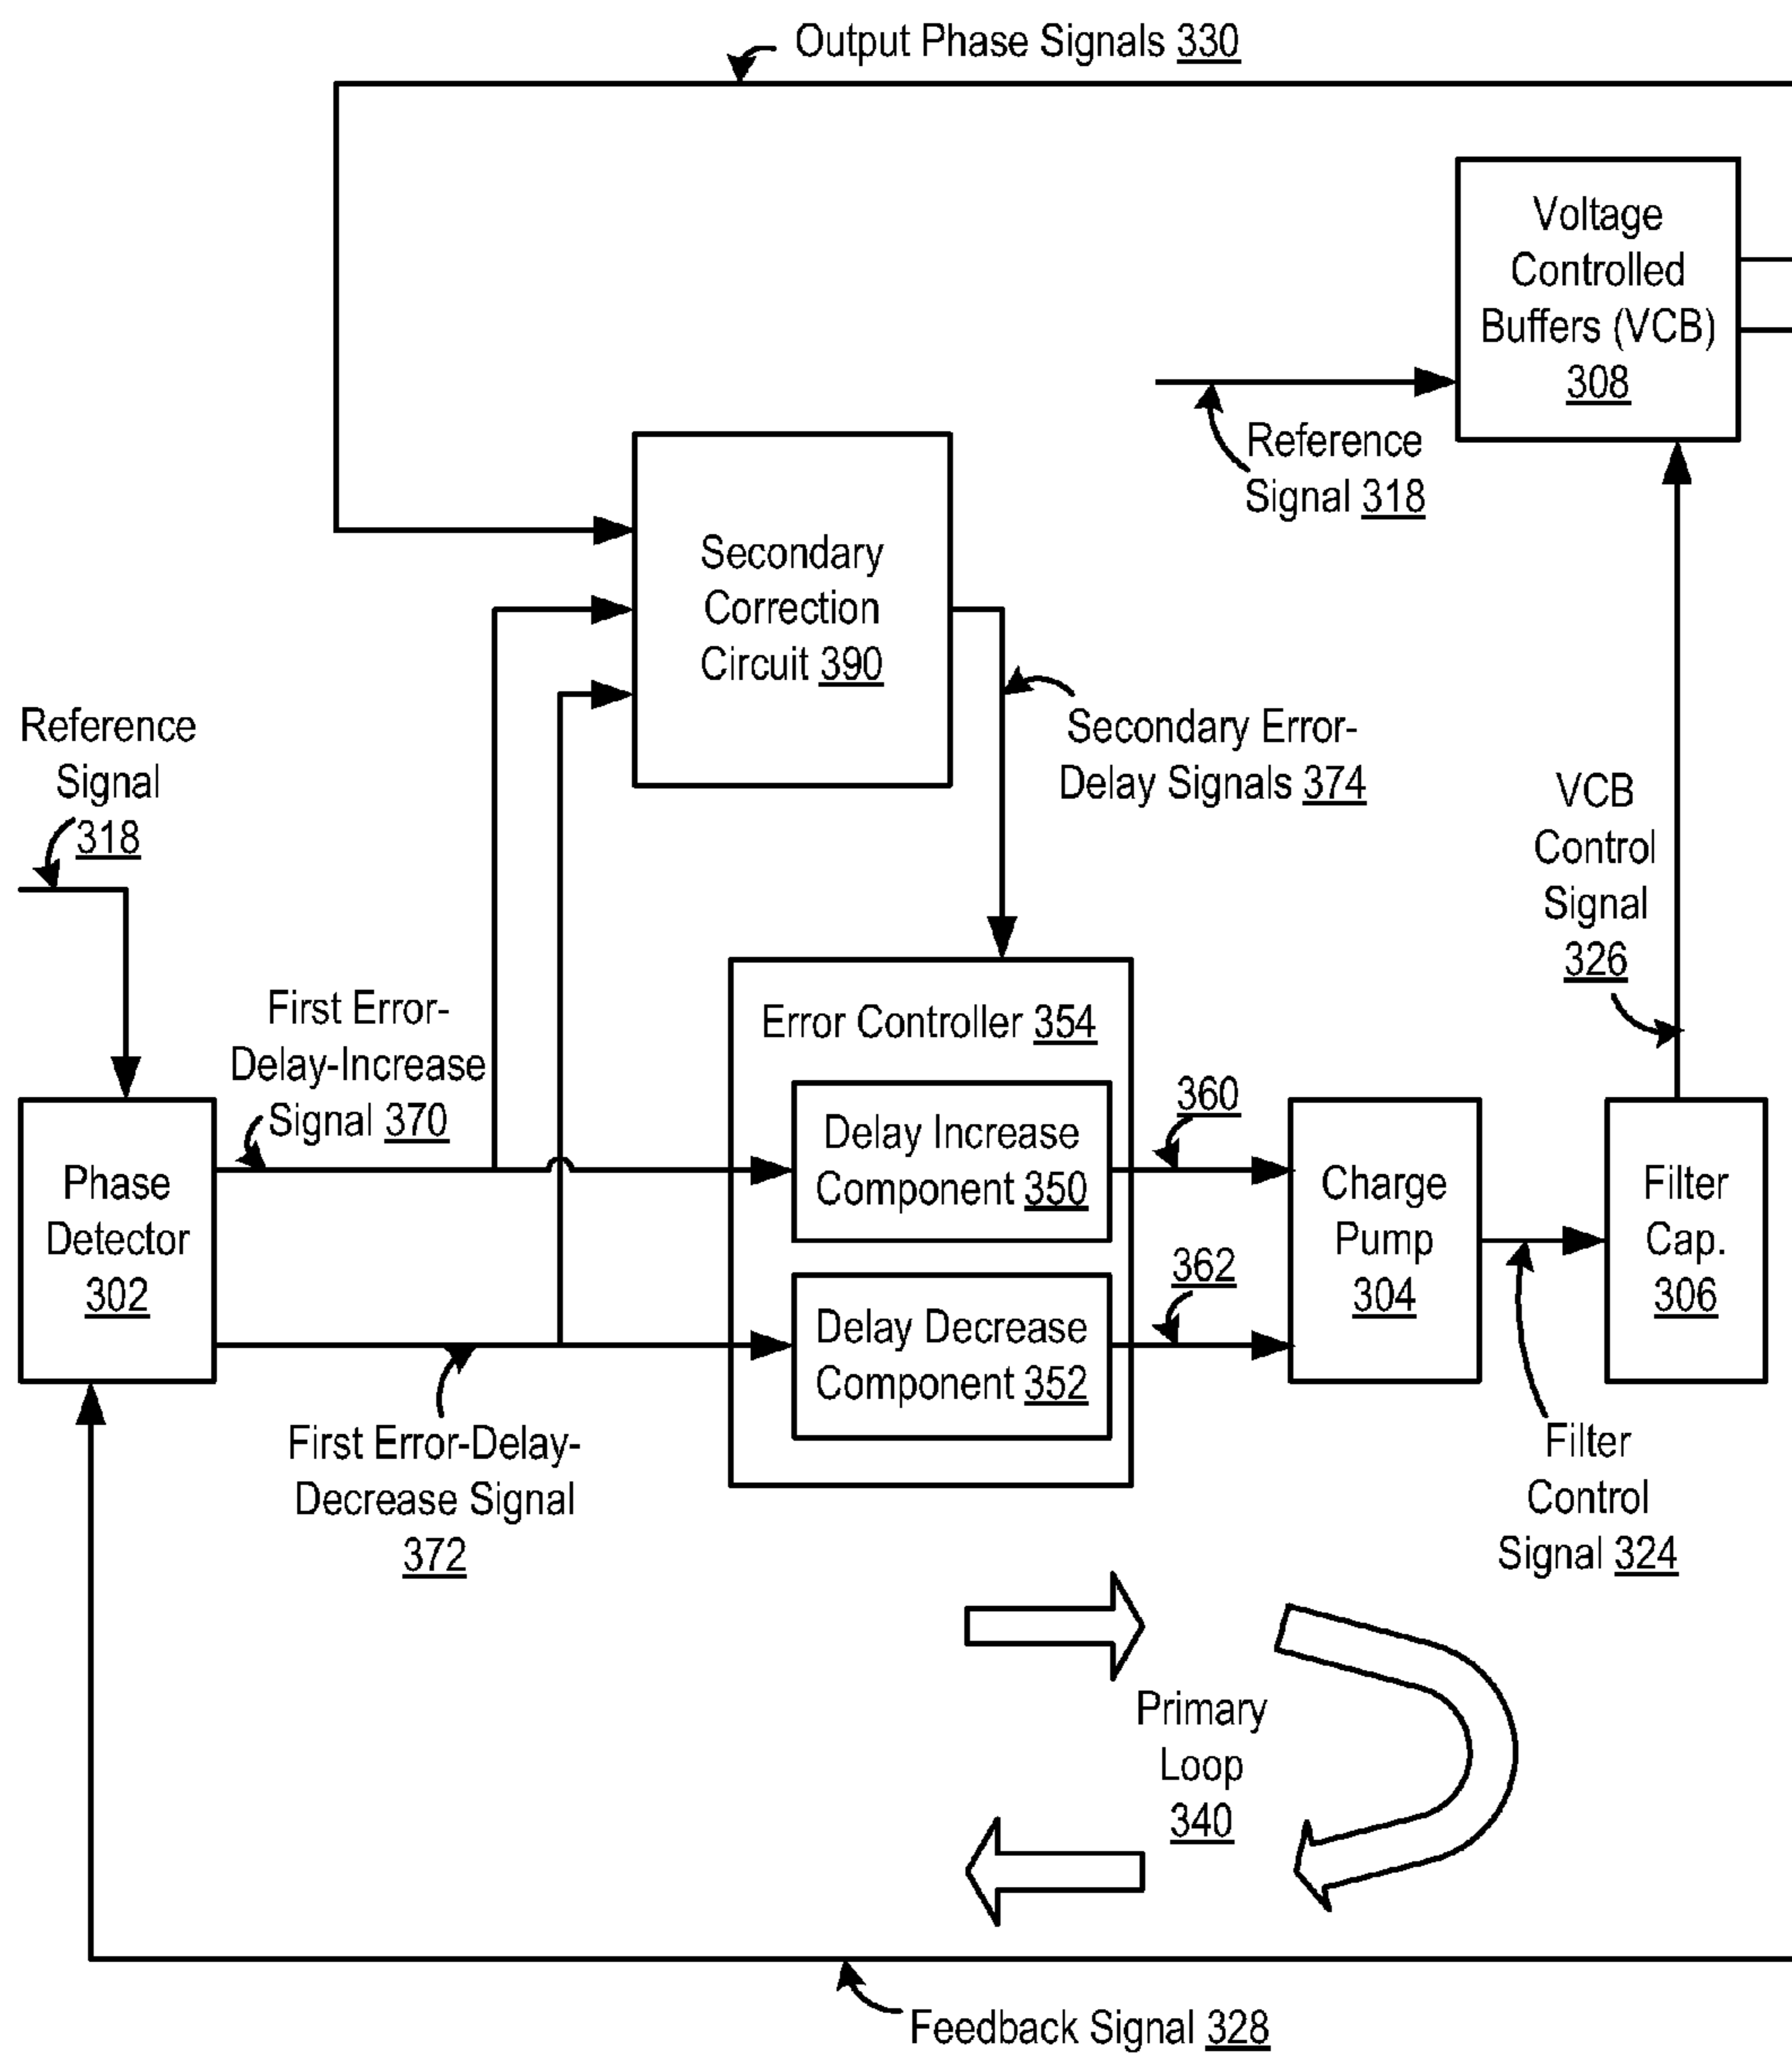 Output Phase Signals 330
Voltage
Controlled
Buffers (VCB)
308
Reference
Signal 318
Secondary
Correction
Circuit 390
Secondary Error-
Delay Signals 374
Reference
Signal
318
VCB
Control
Signal
326
First Error-
Delay-Increase
Signal 370
Error Controller 354
Delay Increase
Component 350
360
Phase
Detector
302
Charge
Pump
304
Filter
Cap.
306
362
Delay Decrease
Component 352
First Error-Delay-
Decrease Signal
372
Filter
Control
Signal 324
Primary
Loop
340
Feedback Signal 328